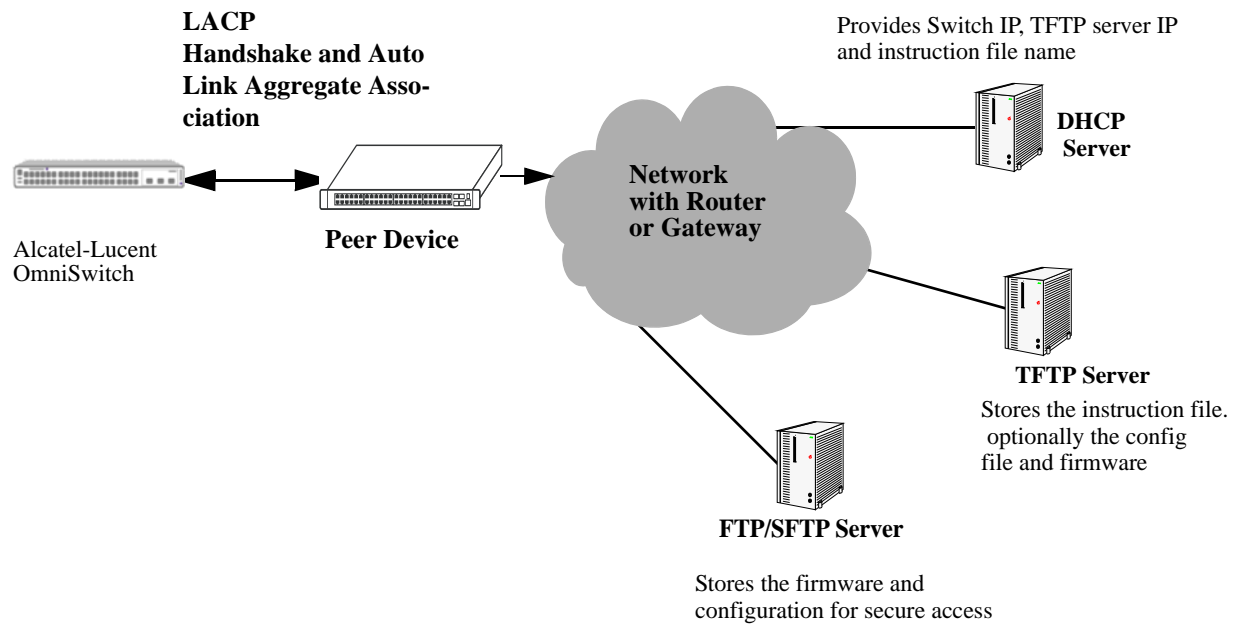 LACP
Handshake and Auto
Link Aggregate Asso-
ciation
Provides Switch IP, TFTP server IP
and instruction file name
DHCP
Server
Network
with Router
or Gateway
Peer Device
Alcatel-Lucent
OmniSwitch
TFTP Server
Stores the instruction file.
optionally the config
file and firmware
FTP/SFTP Server
Stores the firmware and
configuration for secure access